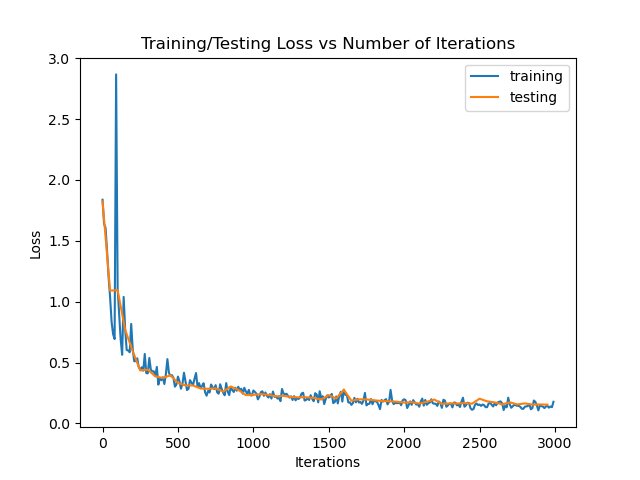 Training/Testing Loss vs Number of Iterations
training
testing
3.0
2.5
2.0
1.5
1.0
0.5
0.0
Loss
0 500 1000 1500 2000 2500 3000
Iterations